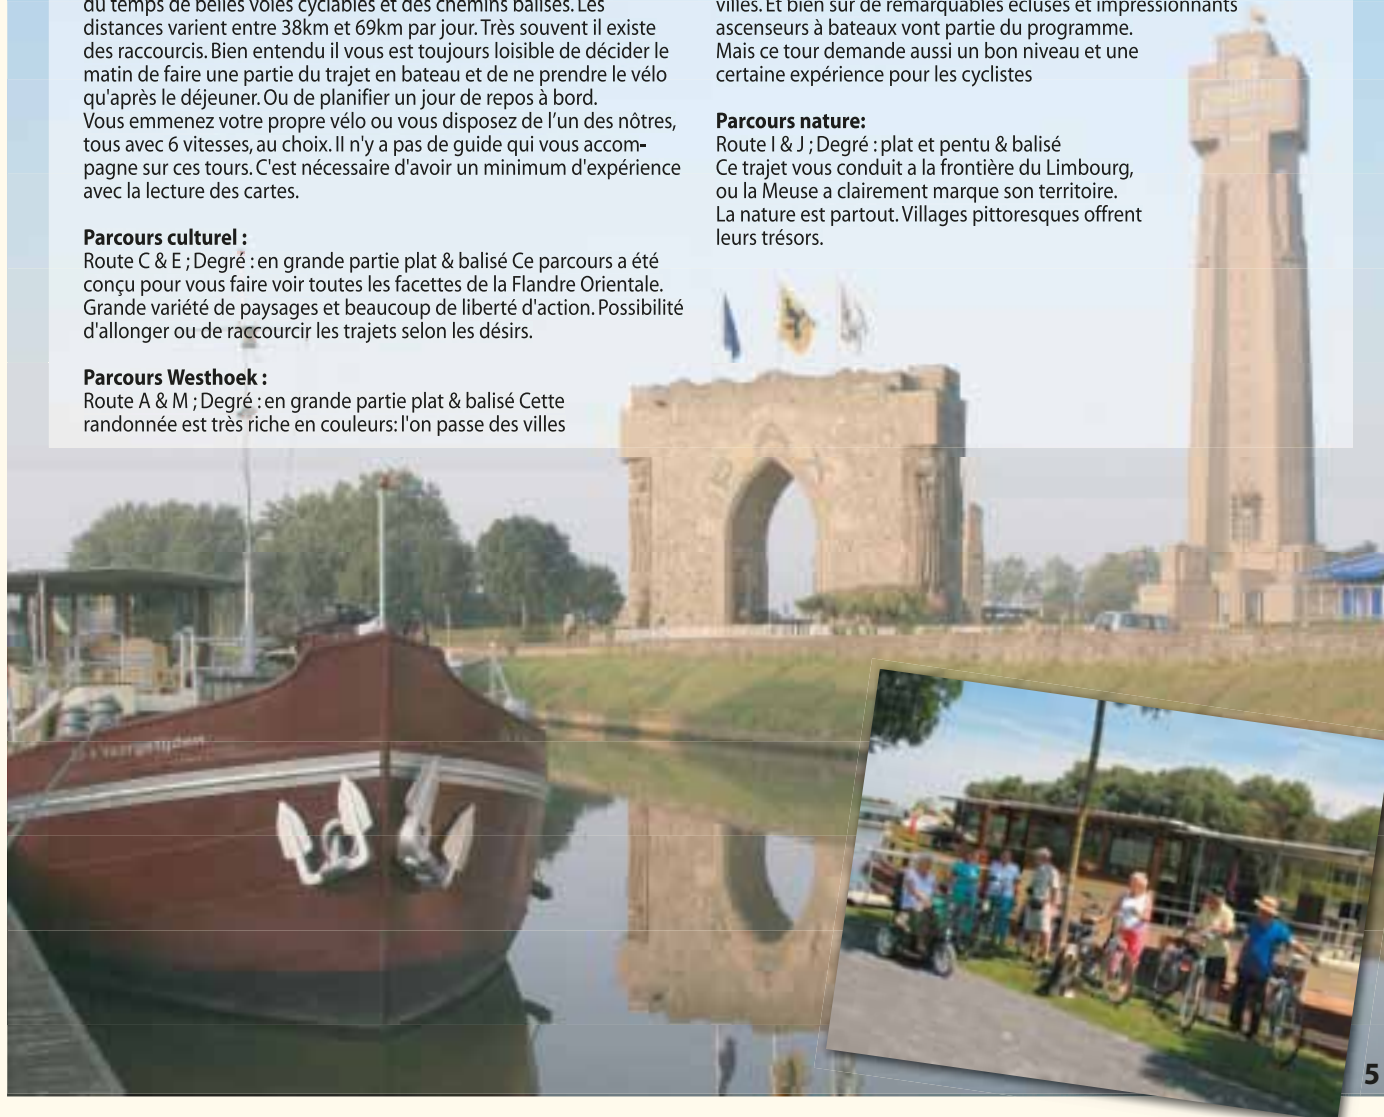 du temps de belles voies cyclables et des chemins balisés. Les
distances varient entre 38km et 69km par jour. Très souvent il existe
des raccourcis. Bien entendu il vous est toujours loisible de décider le
matin de faire une partie du trajet en bateau et de ne prendre le vélo
qu'après le déjeuner. Ou de planifier un jour de repos à bord.
Vous emmenez votre propre vélo ou vous disposez de l’un des nôtres,
tous avec 6 vitesses, au choix. Il n'y a pas de guide qui vous accom-
pagne sur ces tours. C'est nécessaire d'avoir un minimum d'expérience
avec la lecture des cartes.
Parcours culturel :
Route C & E ; Degré : en grande partie plat & balisé Ce parcours a été
conçu pour vous faire voir toutes les facettes de la Flandre Orientale.
Grande variété de paysages et beaucoup de liberté d'action. Possibilité
d'allonger ou de raccourcir les trajets selon les désirs.
Parcours Westhoek :
Route A & M ; Degré : en grande partie plat & balisé Cette
randonnée est très riche en couleurs: l'on passe des villes
villes. Et bien sûr de remarquables écluses et impressionnants
ascenseurs à bateaux vont partie du programme.
Mais ce tour demande aussi un bon niveau et une
certaine expérience pour les cyclistes
Parcours nature:
Route I & J ; Degré : plat et pentu & balisé
Ce trajet vous conduit a la frontière du Limbourg,
ou la Meuse a clairement marque son territoire.
La nature est partout. Villages pittoresques offrent
leurs trésors.
5